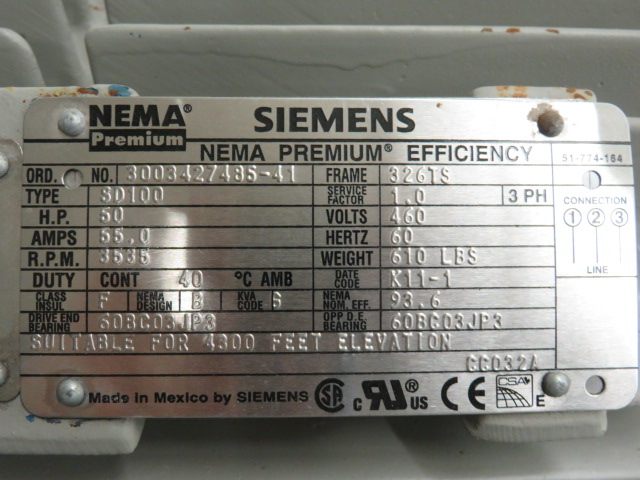 NEMA® SIEMENS
Premium
NEMA PREMIUM® EFFICIENCY 51-774-164
ORD. NO. 3003427485-41 FRAME 326TS
TYPE SD100 SERVICE FACTOR 1.0 3 PH
H.P. 50 VOLTS 460
AMPS 55.0 HERTZ 60
R.P.M. 3535 WEIGHT 610 LBS
DUTY CONT 40 °C AMB DATE CODE K11-1
CLASS INSUL F NEMA DESIGN B KVA CODE NEMA NOM. EFF. 93.6
DRIVE END BEARING 60BC03JP3 OPP D.E. BEARING 60BC03JP3
SUITABLE FOR 4300 FEET ELEVATION
CC032A
CONNECTION
1 2 3
LINE
Made in Mexico by SIEMENS SA C UR US CE CSA E